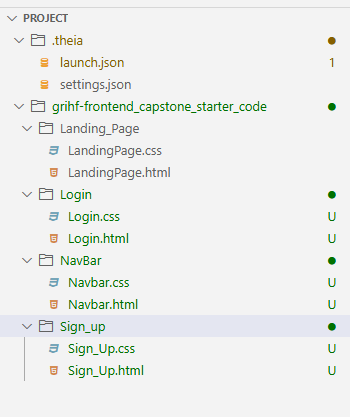 PROJECT
.theia
launch.json 1
settings.json
grihf-frontend_capstone_starter_code
Landing_Page
LandingPage.css
LandingPage.html
Login
Login.css U
Login.html U
NavBar
Navbar.css U
Navbar.html U
Sign_up
Sign_Up.css U
Sign_Up.html U